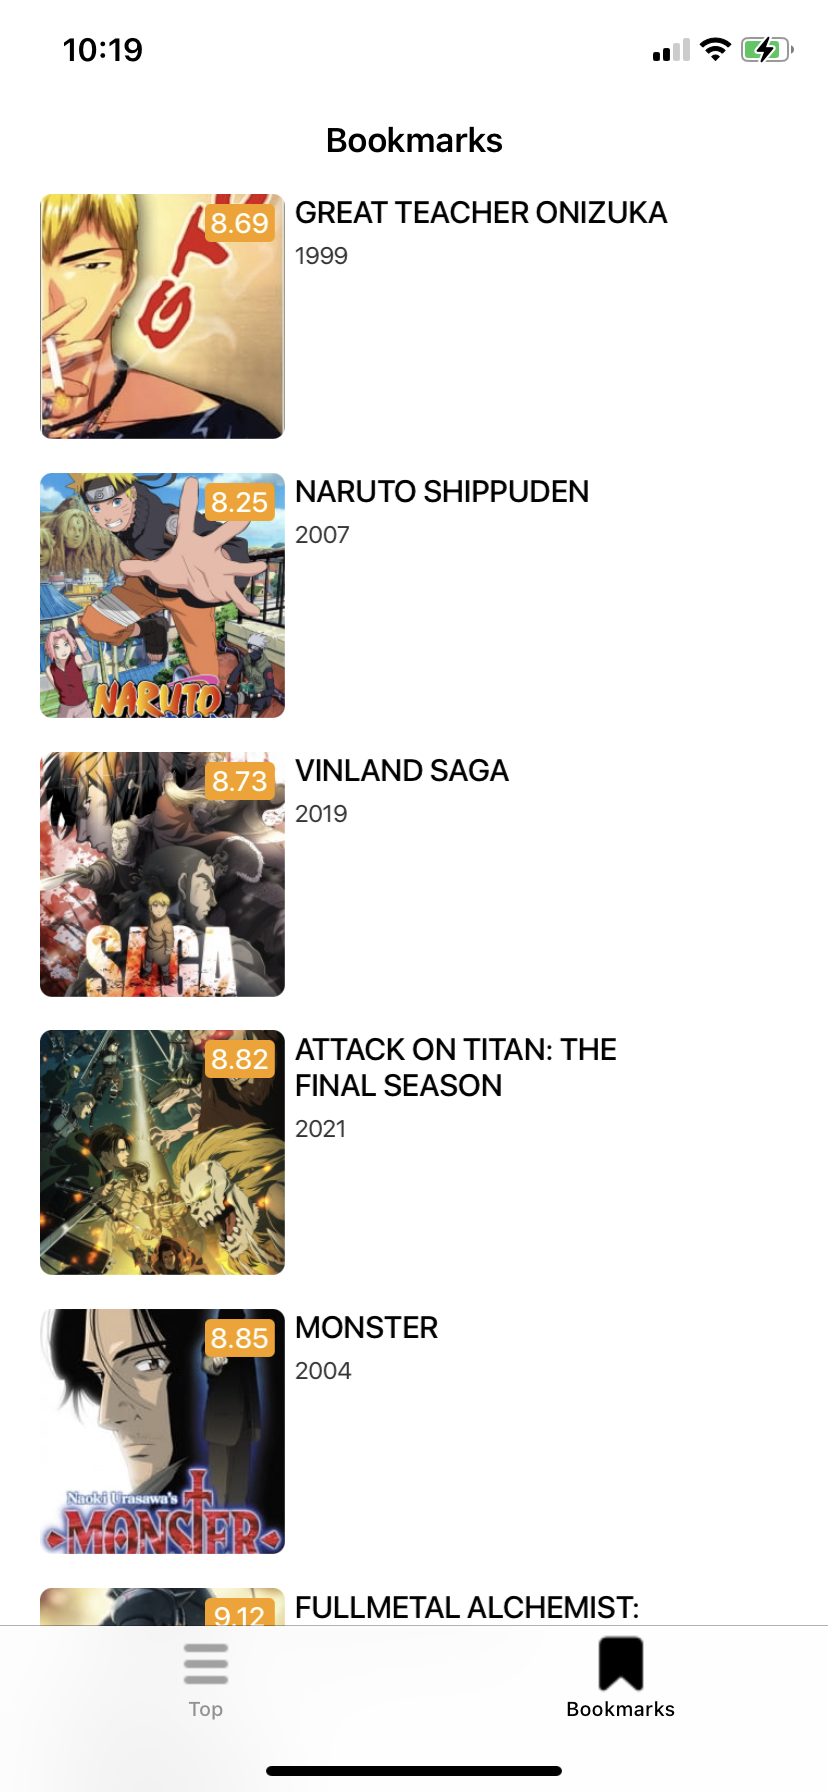 10:19
Bookmarks
8.69
GREAT TEACHER ONIZUKA
1999
GT
8.25
NARUTO SHIPPUDEN
2007
NARUTO
8.73
VINLAND SAGA
2019
SAGA
8.82
ATTACK ON TITAN: THE
FINAL SEASON
2021
8.85
MONSTER
2004
Naoki Urasawa's
MONSTER
9.12
FULLMETAL ALCHEMIST:
Top
Bookmarks